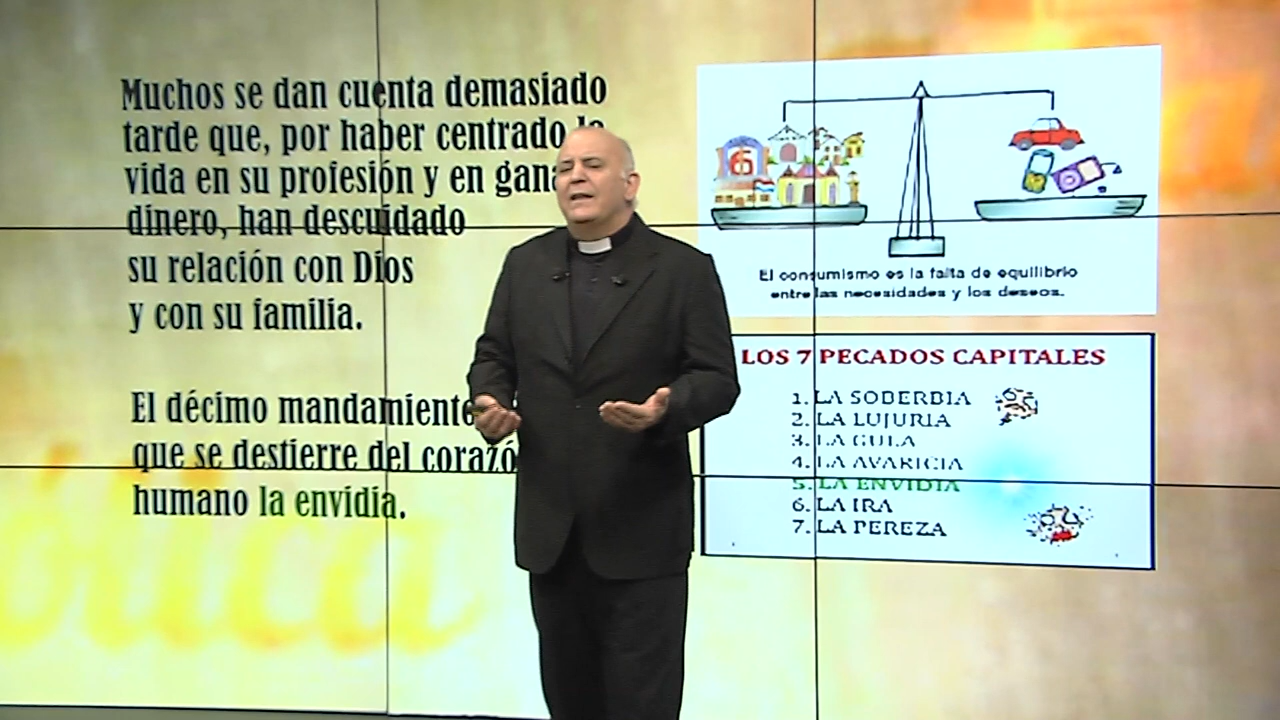 Muchos se dan cuenta demasiado
tarde que, por haber centrado la
vida en su profesión y en
dinero, han descuidado
su relación con Dios
y con su familia.
El décimo mandamiento
que se destierre del
humano la envidia.
El consumismo es la falta de equilibrio
entre las necesidades y los deseos.
LOS 7 PECADOS CAPITALES
1. LA SOBERBIA
2. LA LUJURIA
3. LA GULA
4. LA AVARICIA
5. LA ENVIDIA
6. LA IRA
7. LA PEREZA